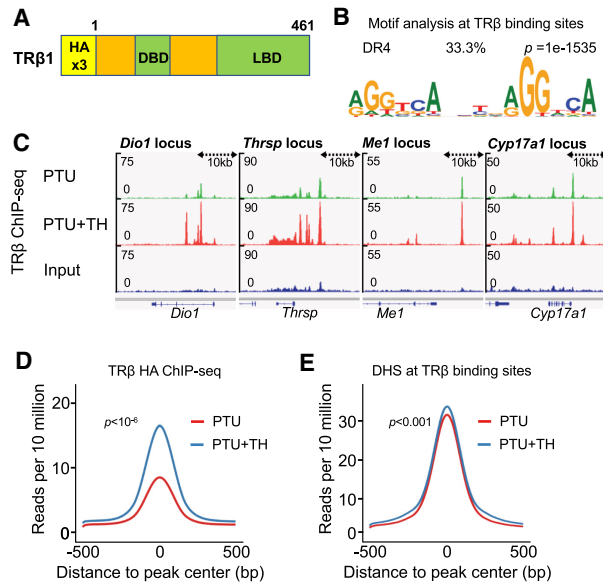 A
1
461
TRβ1
HA
x3
DBD
LBD
B
Motif analysis at TRβ binding sites
DR4 33.3% p =1e-1535
AGGTCA AGGTCA
C
Dio1 locus Thrsp locus Me1 locus Cyp17a1 locus
10kb 10kb 10kb 10kb
TRβ ChIP-seq
PTU
75 90 55 50
0 0 0 0
PTU+TH
75 90 55 50
0 0 0 0
Input
75 90 55 50
0 0 0 0
Dio1 Thrsp Me1 Cyp17a1
D
TRβ HA ChIP-seq
Reads per 10 million
20
10
0
p<10-6
PTU
PTU+TH
-500 0 500
Distance to peak center (bp)
E
DHS at TRβ binding sites
Reads per 10 million
30
20
10
0
p<0.001
PTU
PTU+TH
-500 0 500
Distance to peak center (bp)